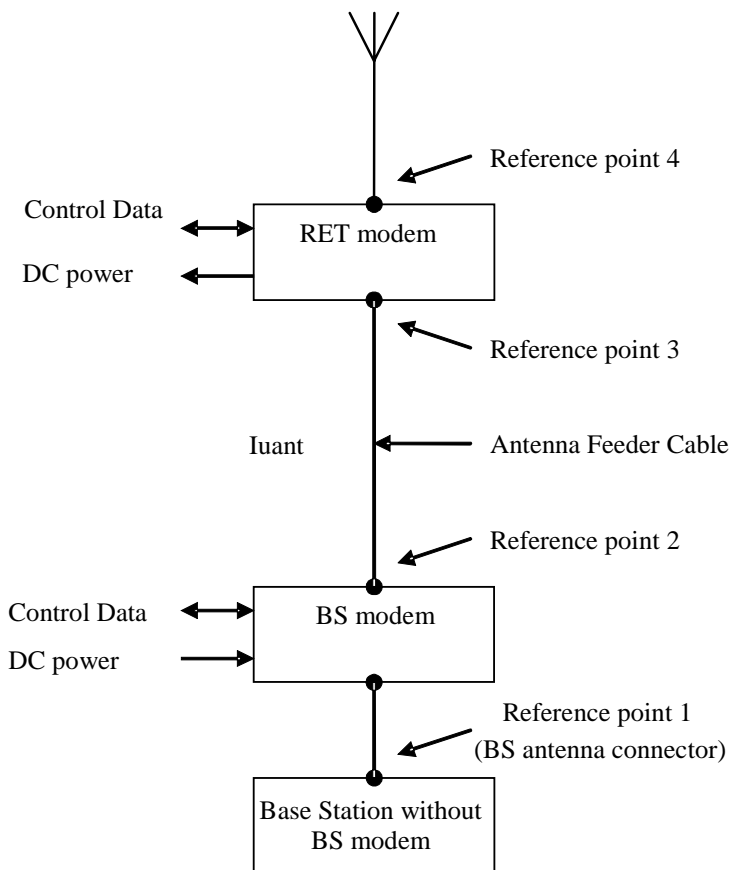 Reference point 4
Control Data
RET modem
DC power
Reference point 3
Iuant
Antenna Feeder Cable
Reference point 2
Control Data
BS modem
DC power
Reference point 1
(BS antenna connector)
Base Station without
BS modem